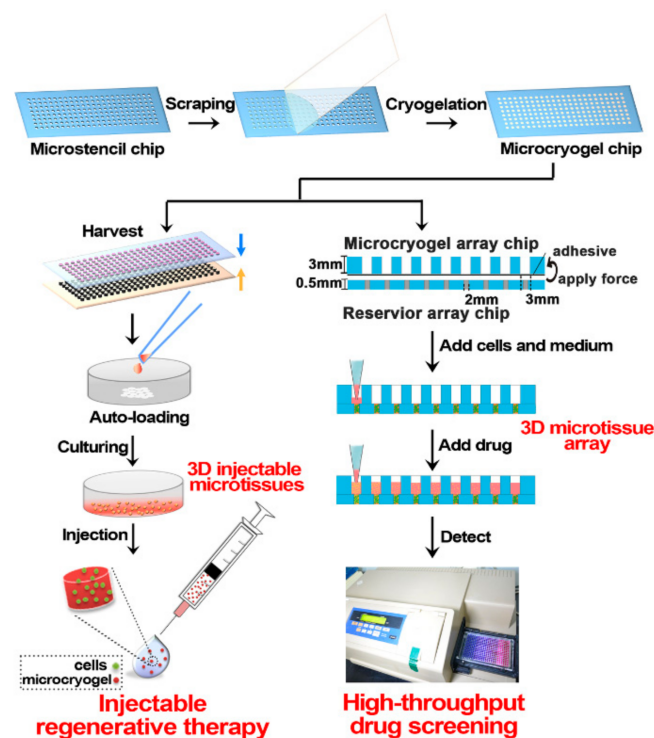 Scraping
Cryogelation
Microstencil chip
Microcryogel chip
Harvest
Auto-loading
Culturing
3D injectable
microtissues
Injection
cells
microcryogel
Injectable
regenerative therapy
Microcryogel array chip
adhesive
3mm
apply force
0.5mm
2mm
3mm
Reservior array chip
Add cells and medium
3D microtissue
array
Add drug
Detect
High-throughput
drug screening